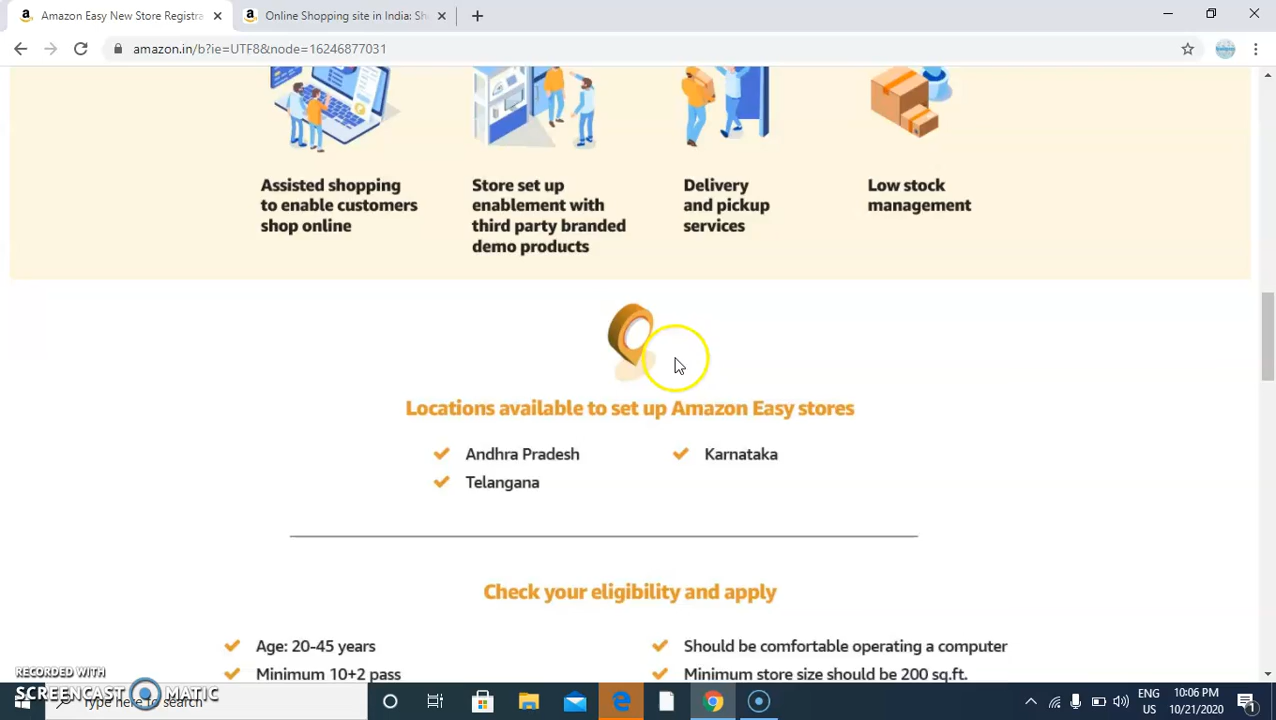 Amazon Easy New Store Registra
Online Shopping site in India: Sh
amazon.in/b?ie=UTF8&node=16246877031
Assisted shopping
to enable customers
shop online
Store set up
enablement with
third party branded
demo products
Delivery
and pickup
services
Low stock
management
Locations available to set up Amazon Easy stores
Andhra Pradesh
Karnataka
Telangana
Check your eligibility and apply
Age: 20-45 years
Should be comfortable operating a computer
Minimum 10+2 pass
Minimum store size should be 200 sq.ft.
RECORDED WITH
SCREENCAST MATIC
Type here to search
ENG
US
10:06 PM
10/21/2020
1